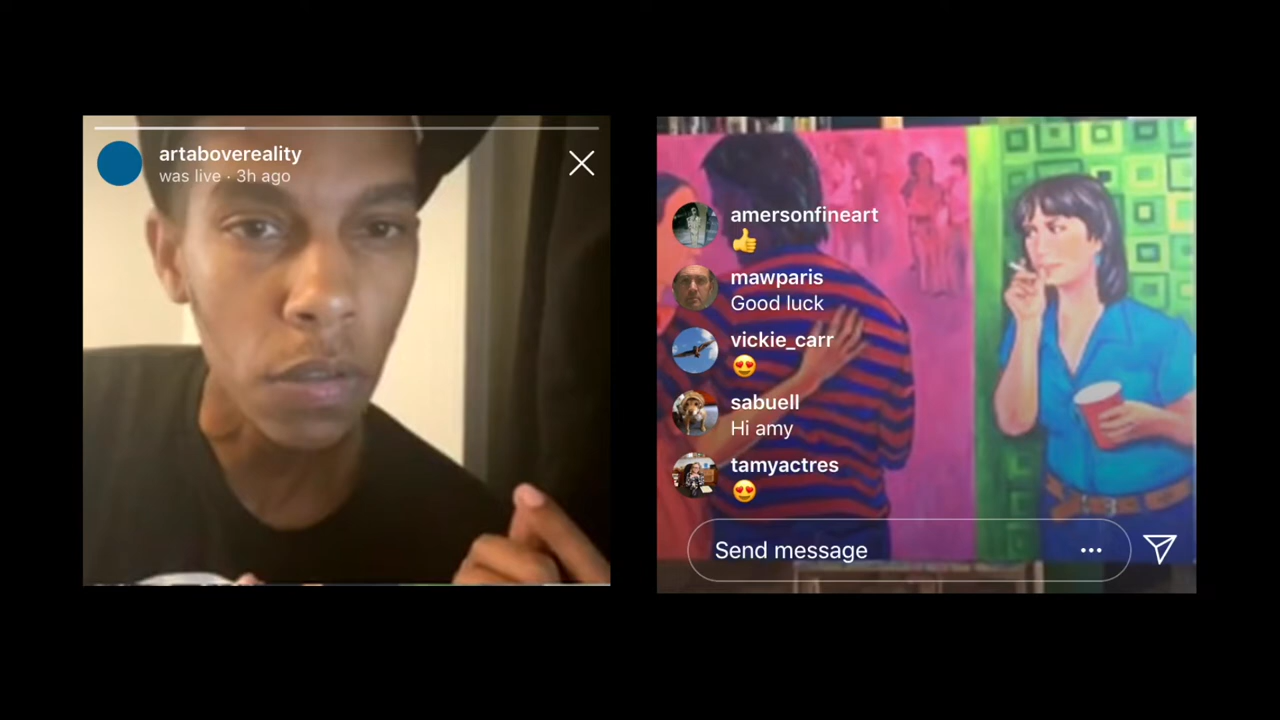 artabovereality
was live · 3h ago
amersonfineart
👍
mawparis
Good luck
vickie_carr
😍
sabuell
Hi amy
tamyactres
😍
Send message